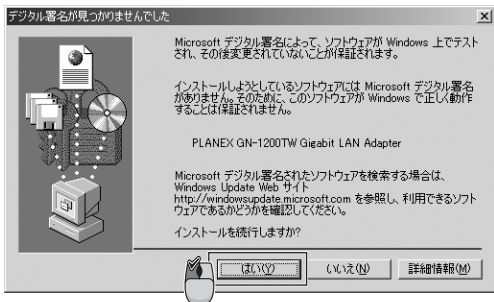 デジタル署名が見つかりませんでした
Microsoft デジタル署名によって、ソフトウェアが Windows 上でテスト
され、その後変更されていないことが保証されます。
インストールしようとしているソフトウェアには Microsoft デジタル署名
がありません。そのために、このソフトウェアが Windows で正しく動作
することは保証されません。
PLANEX GN-1200TW Gigabit LAN Adapter
Microsoft デジタル署名されたソフトウェアを検索する場合は、
Windows Update Web サイト
http://windowsupdate.microsoft.com を参照し、利用できるソフト
ウェアであるかどうかを確認してください。
インストールを続行しますか?
はい(Y) いいえ(N) 詳細情報(M)